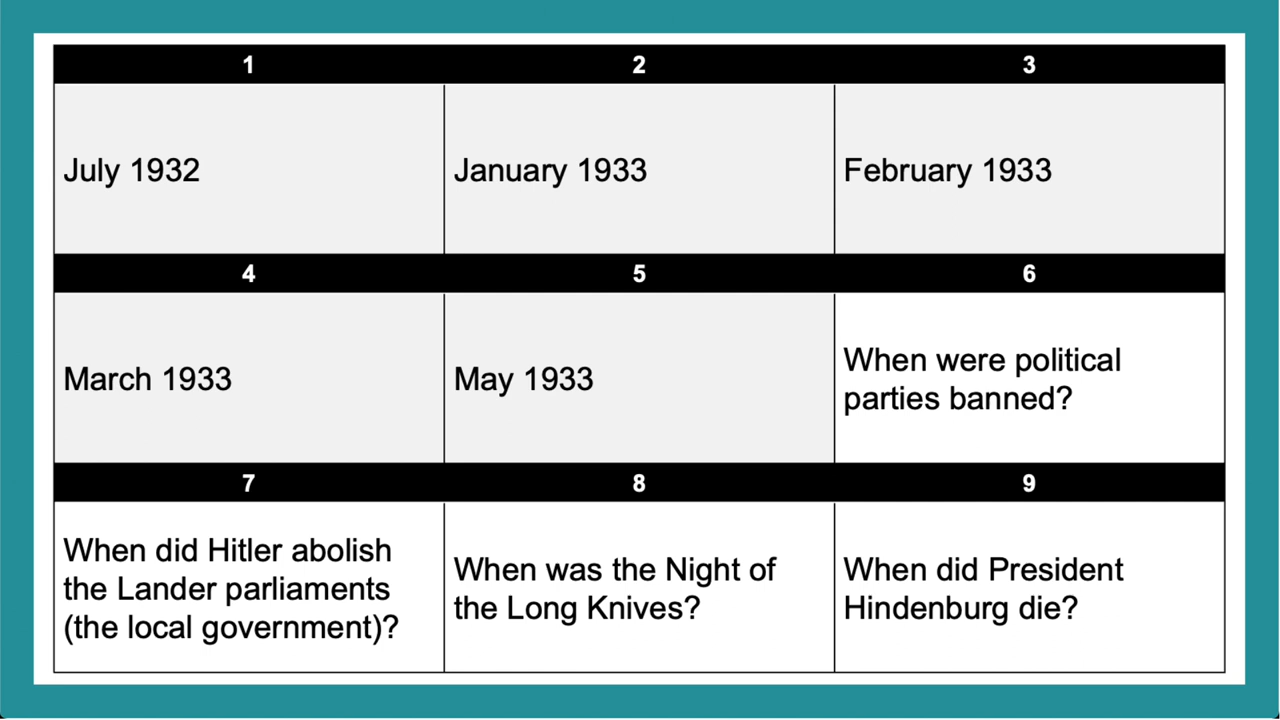 1
2
3
July 1932
January 1933
February 1933
4
5
6
March 1933
May 1933
When were political
parties banned?
7
8
9
When did Hitler abolish
the Lander parliaments
(the local government)?
When was the Night of
the Long Knives?
When did President
Hindenburg die?